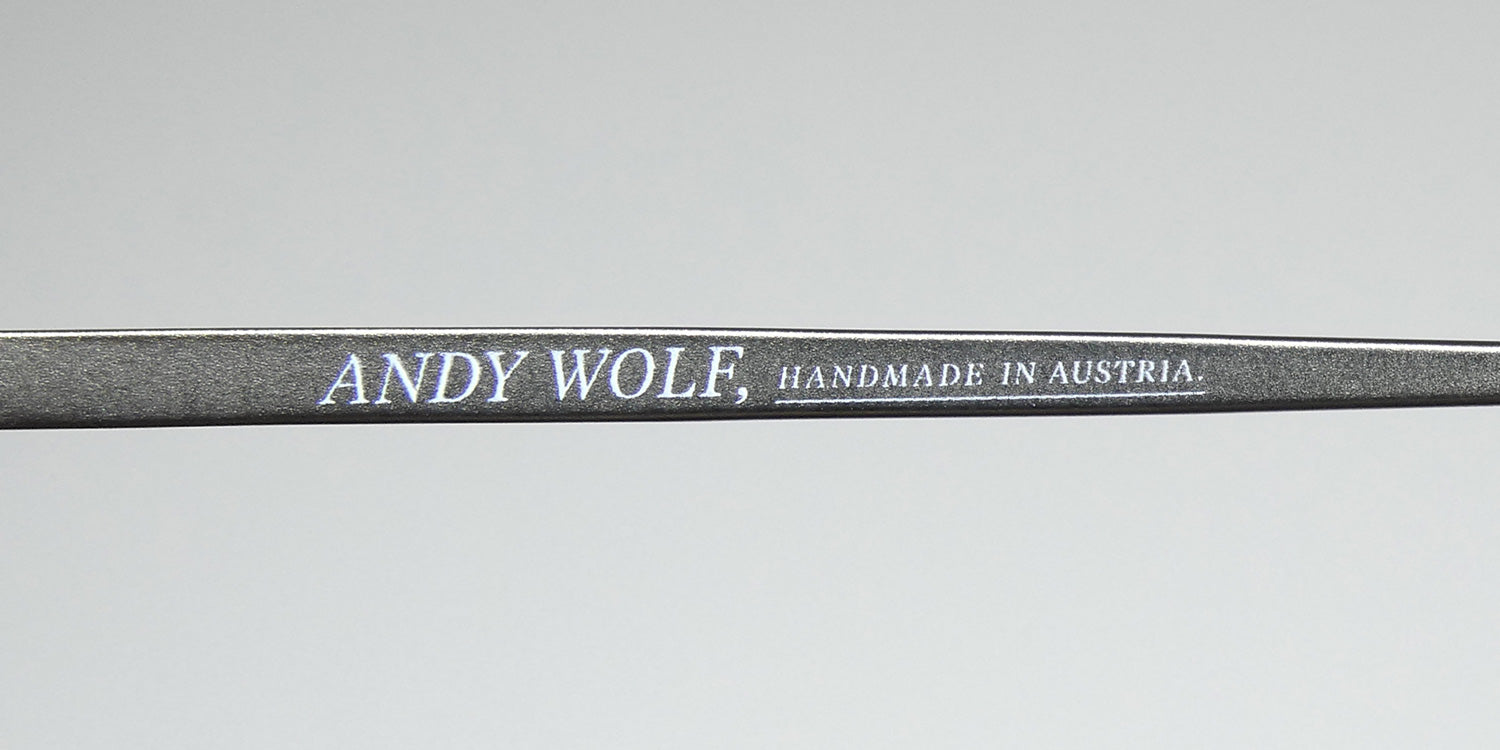 ANDY WOLF, HANDMADE IN AUSTRIA.